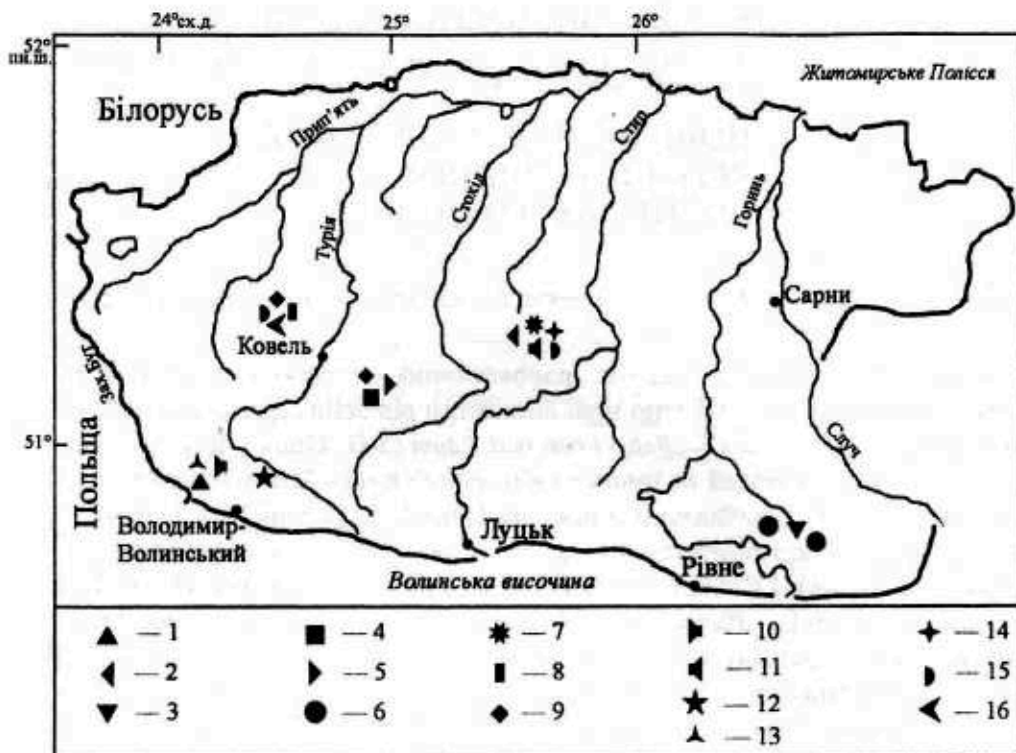 24°сх.д.
25°
26°
52°
пн.ш.
Житомирське Полісся
Білорусь
Прип'ять
Стир
Стохід
Горинь
Турія
Сарни
Ковель
Зах.Буг
51°
Случ
Польща
Володимир-
Волинський
Луцьк
Рівне
Волинська височина
— 1
— 4
— 7
— 10
— 14
— 2
— 5
— 8
— 11
— 15
— 3
— 6
— 9
— 12
— 16
— 13